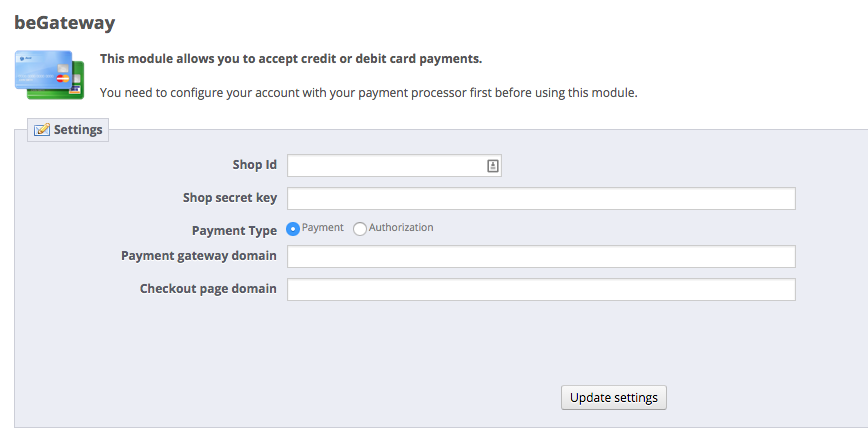 beGateway
This module allows you to accept credit or debit card payments.
You need to configure your account with your payment processor first before using this module.
Settings
Shop Id
Shop secret key
Payment Type Payment Authorization
Payment gateway domain
Checkout page domain
Update settings